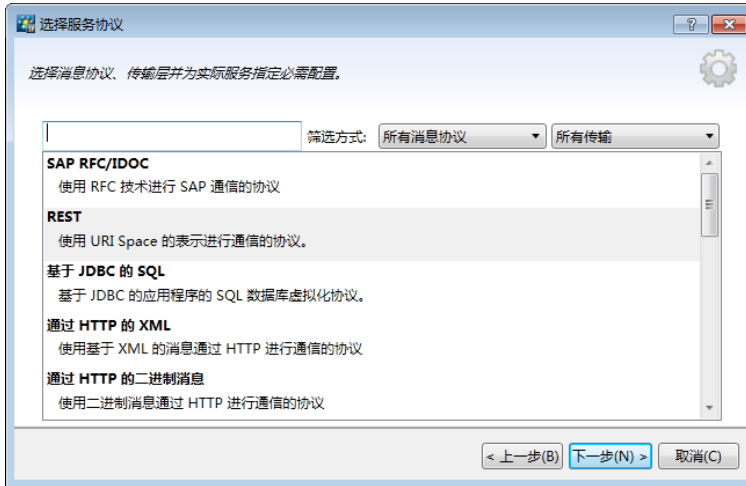 选择服务协议
选择消息协议、传输层并为实际服务指定必需配置。
筛选方式: 所有消息协议 所有传输
SAP RFC/IDOC
使用 RFC 技术进行 SAP 通信的协议
REST
使用 URI Space 的表示进行通信的协议。
基于 JDBC 的 SQL
基于 JDBC 的应用程序的 SQL 数据库虚拟化协议。
通过 HTTP 的 XML
使用基于 XML 的消息通过 HTTP 进行通信的协议
通过 HTTP 的二进制消息
使用二进制消息通过 HTTP 进行通信的协议
< 上一步(B) 下一步(N) > 取消(C)